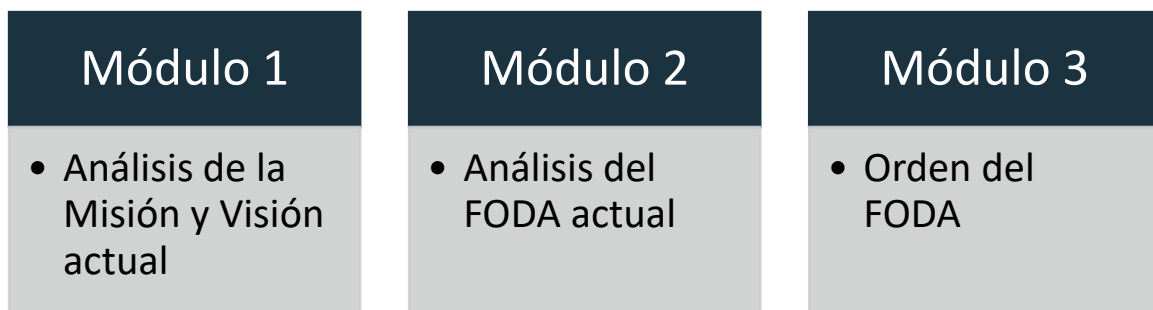 Módulo 1
• Análisis de la
Misión y Visión
actual
Módulo 2
• Análisis del
FODA actual
Módulo 3
• Orden del
FODA